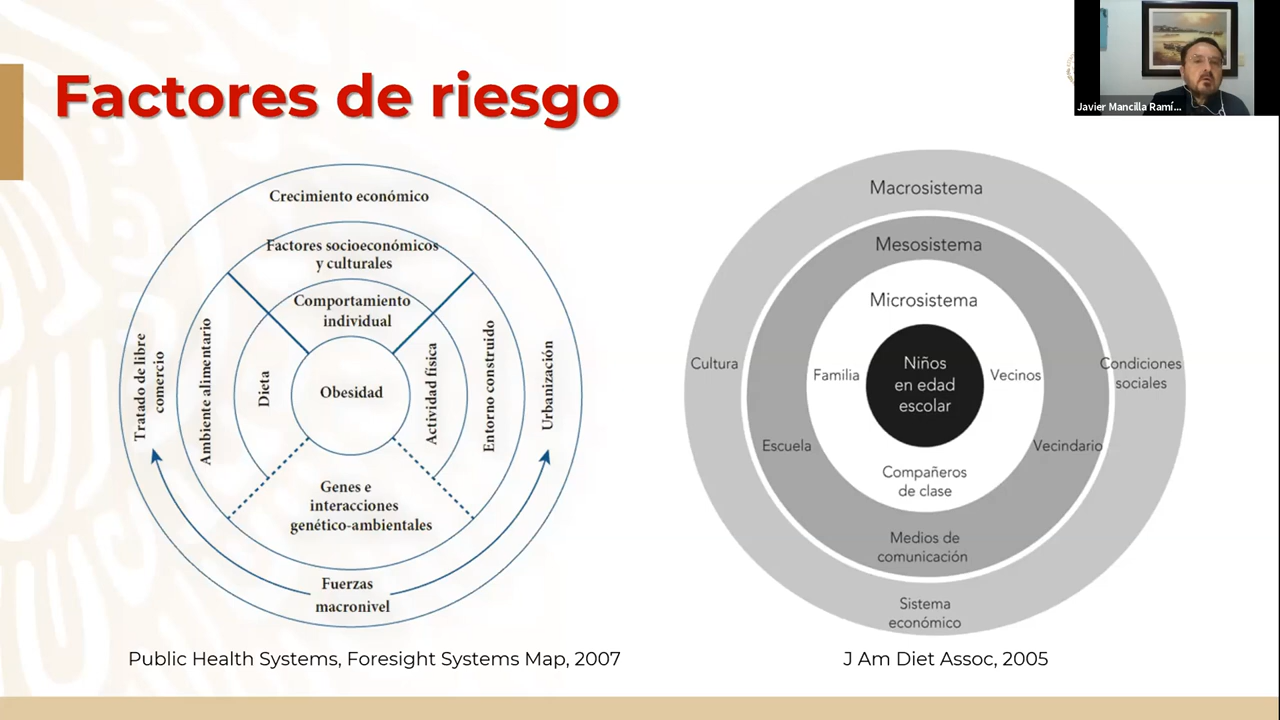 Factores de riesgo
Javier Mancilla Ramí...
Crecimiento económico
Factores socioeconómicos
y culturales
Comportamiento
individual
Tratado de libre
comercio
Ambiente alimentario
Dieta
Obesidad
Actividad física
Entorno construido
Urbanización
Genes e
interacciones
genético-ambientales
Fuerzas
macronivel
Public Health Systems, Foresight Systems Map, 2007
Macrosistema
Mesosistema
Microsistema
Cultura
Familia
Niños
en edad
escolar
Vecinos
Condiciones
sociales
Escuela
Vecindario
Compañeros
de clase
Medios de
comunicación
Sistema
económico
J Am Diet Assoc, 2005